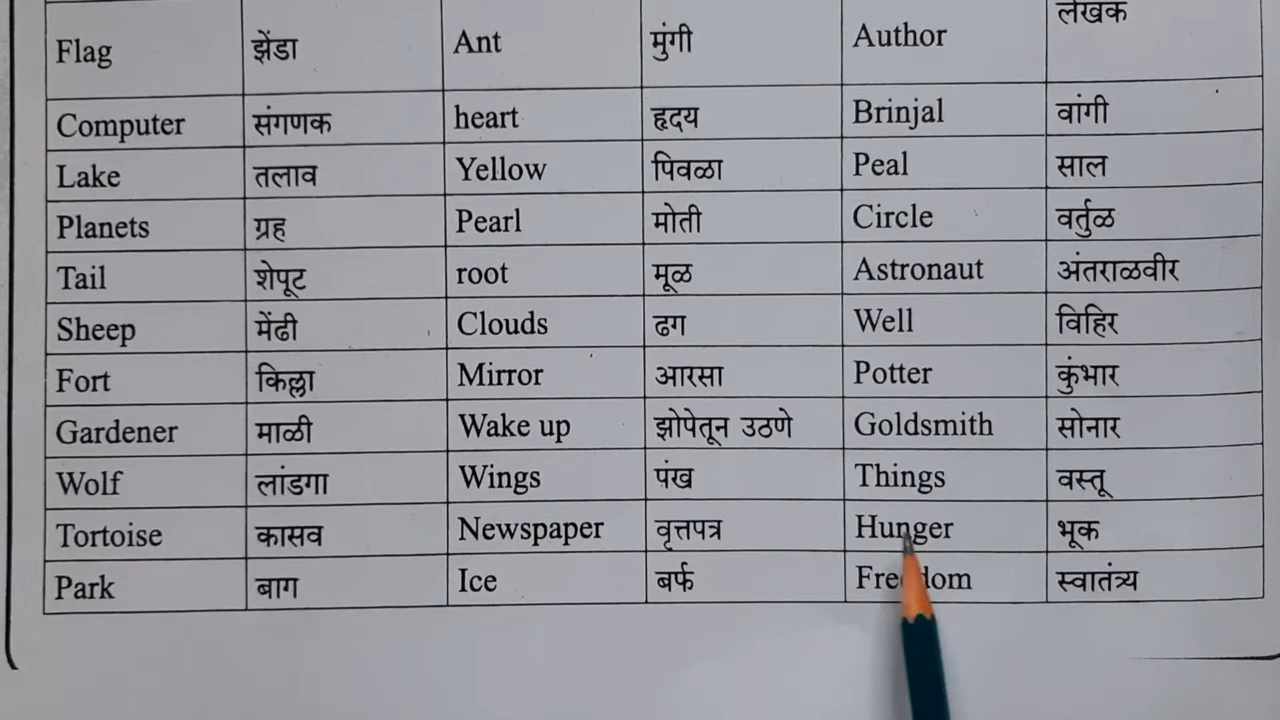 Flag झेंडा Ant मुंगी Author लेखक
Computer संगणक heart हृदय Brinjal वांगी
Lake तलाव Yellow पिवळा Peal साल
Planets ग्रह Pearl मोती Circle वर्तुळ
Tail शेपूट root मूळ Astronaut अंतराळवीर
Sheep मेंढी Clouds ढग Well विहिर
Fort किल्ला Mirror आरसा Potter कुंभार
Gardener माळी Wake up झोपेतून उठणे Goldsmith सोनार
Wolf लांडगा Wings पंख Things वस्तू
Tortoise कासव Newspaper वृत्तपत्र Hunger भूक
Park बाग Ice बर्फ Freedom स्वातंत्र्य